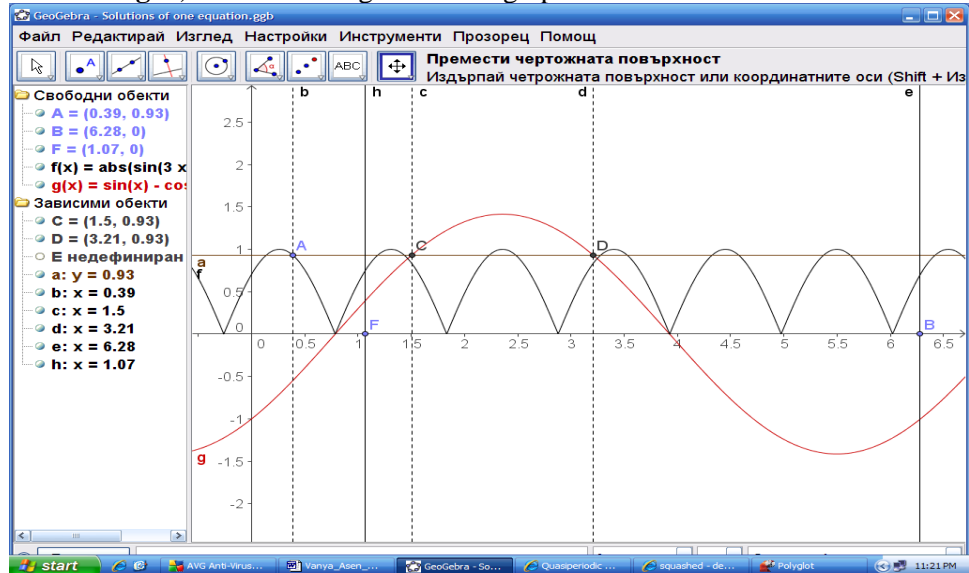 GeoGebra - Solutions of one equation.ggb
Файл Редактирай Изглед Настройки Инструменти Прозорец Помощ
ABC
Премести чертожната повърхност
Издърпай четрожната повърхност или координатните оси (Shift + Из
Свободни обекти
A = (0.39, 0.93)
B = (6.28, 0)
F = (1.07, 0)
f(x) = abs(sin(3 x
g(x) = sin(x) - cos
Зависими обекти
C = (1.5, 0.93)
D = (3.21, 0.93)
E недефиниран
a: y = 0.93
b: x = 0.39
c: x = 1.5
d: x = 3.21
e: x = 6.28
h: x = 1.07
b h c d e
2.5
2
1.5
1
0.5
0
-0.5
-1
-1.5
-2
0 0.5 1 1.5 2 2.5 3 3.5 4 4.5 5 5.5 6 6.5
A C D
a
f
F B
g
start
AVG Anti-Virus...
Vanya_Asen_...
GeoGebra - So...
Quasiperiodic ...
squashed - de...
Polyglot
11:21 PM